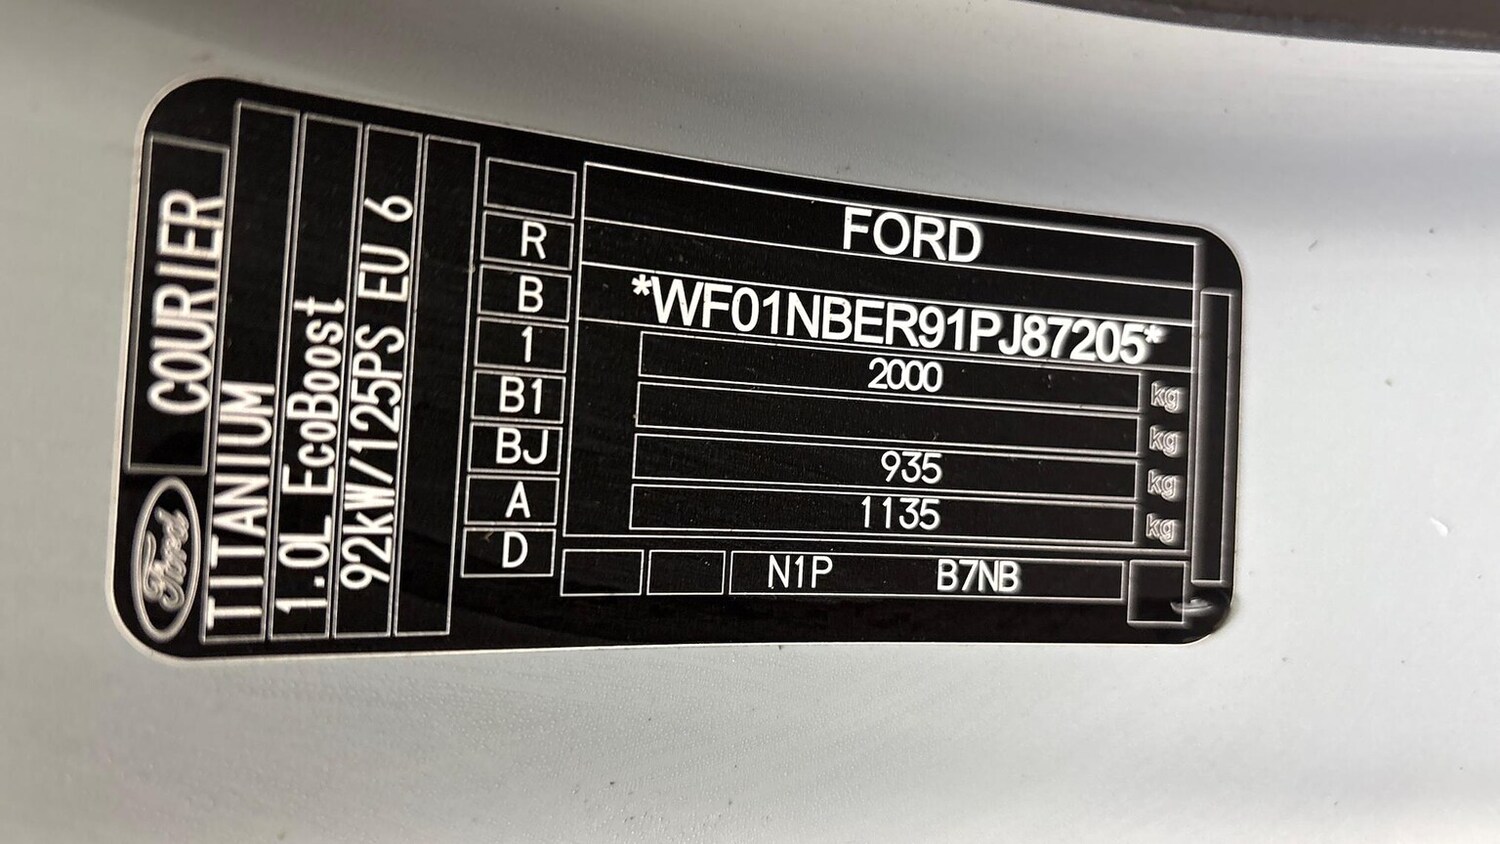 COURIER
Ford
TITANIUM
1.0L EcoBoost
92kW/125PS EU 6
R
B
1
B1
BJ
A
D
FORD
*WF01NBER91PJ87205*
2000 kg
kg
935 kg
1135 kg
N1P B7NB